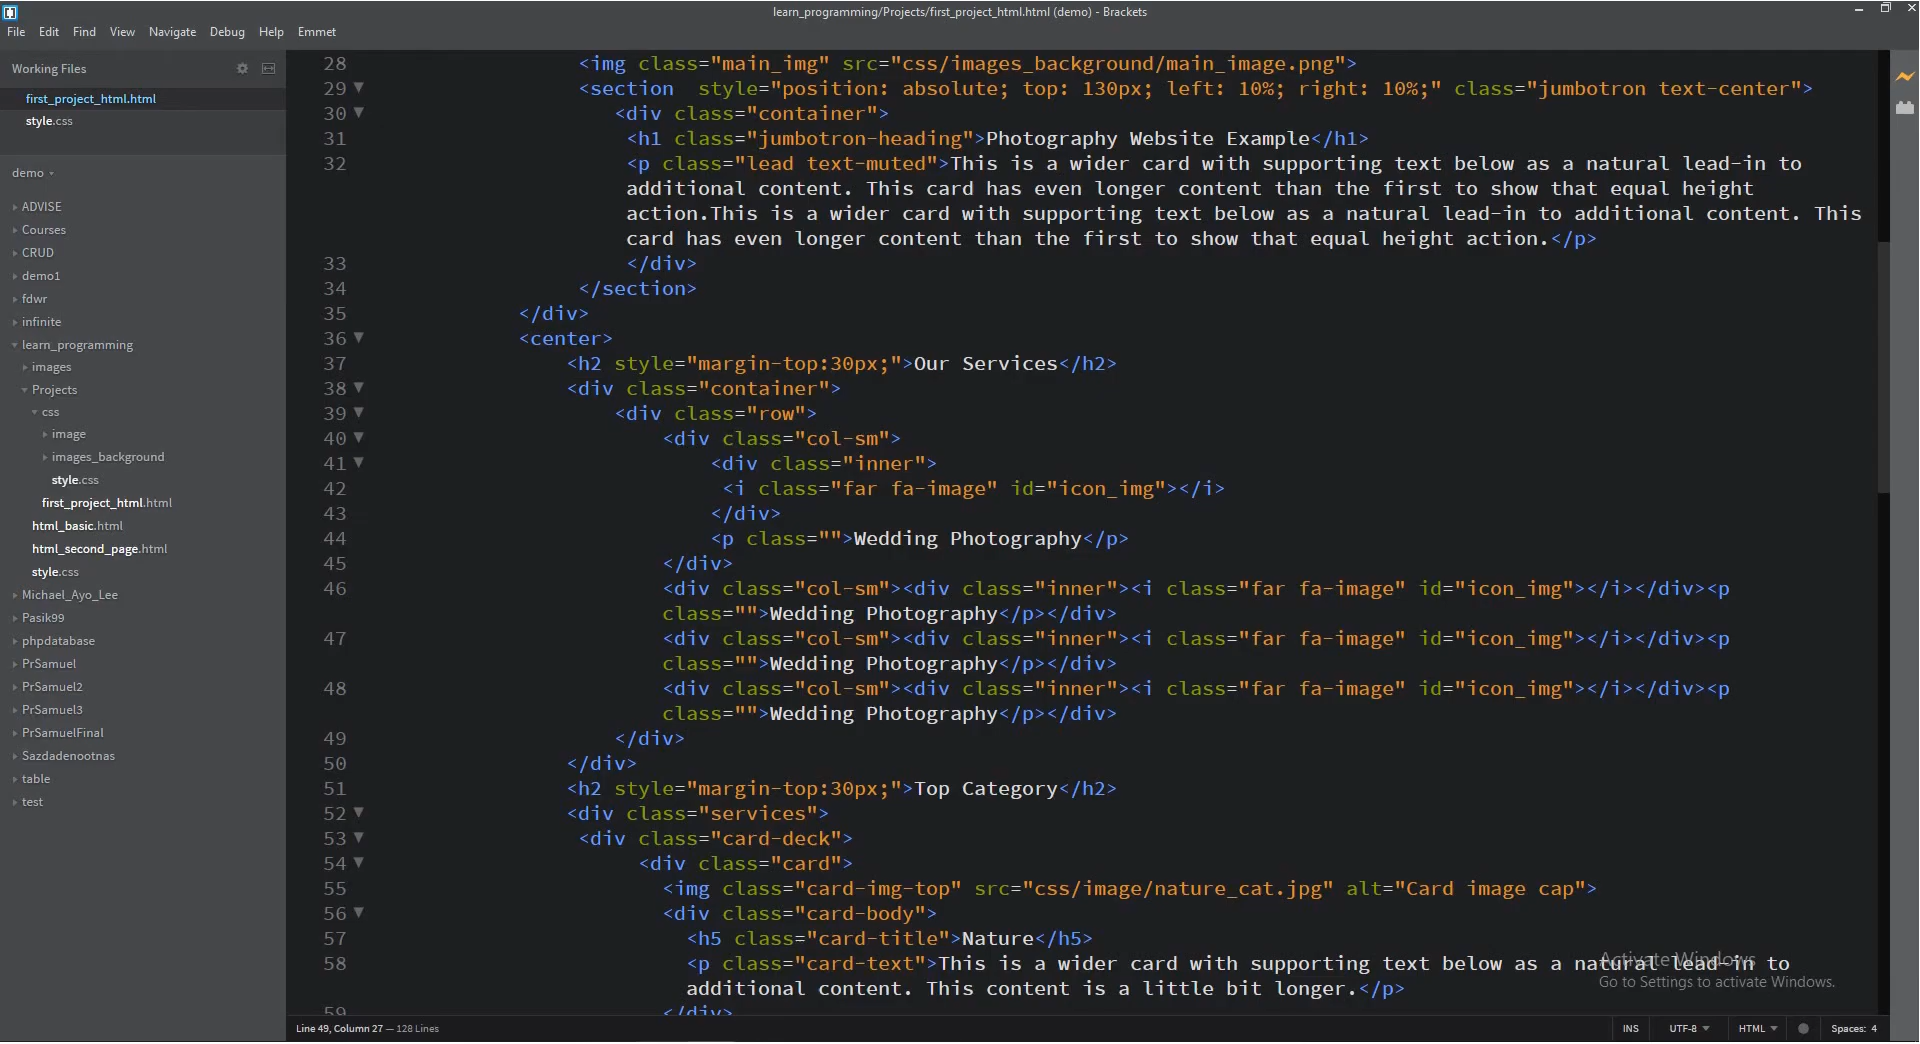 learn_programming/Projects/first_project_html.html (demo) - Brackets
File Edit Find View Navigate Debug Help Emmet
Working Files
first_project_html.html
style.css
demo
ADVISE
Courses
CRUD
demo1
fdwr
infinite
learn_programming
images
Projects
css
image
images_background
style.css
first_project_html.html
html_basic.html
html_second_page.html
style.css
Michael_Ayo_Lee
Pasik99
phpdatabase
PrSamuel
PrSamuel2
PrSamuel3
PrSamuelFinal
Sazdadenootnas
table
test
28 <img class="main_img" src="css/images_background/main_image.png">
29 <section  style="position: absolute; top: 130px; left: 10%; right: 10%;" class="jumbotron text-center">
30 <div class="container">
31 <h1 class="jumbotron-heading">Photography Website Example</h1>
32 <p class="lead text-muted">This is a wider card with supporting text below as a natural lead-in to
additional content. This card has even longer content than the first to show that equal height
action.This is a wider card with supporting text below as a natural lead-in to additional content. This
card has even longer content than the first to show that equal height action.</p>
33 </div>
34 </section>
35 </div>
36 <center>
37 <h2 style="margin-top:30px;">Our Services</h2>
38 <div class="container">
39 <div class="row">
40 <div class="col-sm">
41 <div class="inner">
42 <i class="far fa-image" id="icon_img"></i>
43 </div>
44 <p class="">Wedding Photography</p>
45 </div>
46 <div class="col-sm"><div class="inner"><i class="far fa-image" id="icon_img"></i></div><p
class="">Wedding Photography</p></div>
47 <div class="col-sm"><div class="inner"><i class="far fa-image" id="icon_img"></i></div><p
class="">Wedding Photography</p></div>
48 <div class="col-sm"><div class="inner"><i class="far fa-image" id="icon_img"></i></div><p
class="">Wedding Photography</p></div>
49 </div>
50 </div>
51 <h2 style="margin-top:30px;">Top Category</h2>
52 <div class="services">
53 <div class="card-deck">
54 <div class="card">
55 <img class="card-img-top" src="css/image/nature_cat.jpg" alt="Card image cap">
56 <div class="card-body">
57 <h5 class="card-title">Nature</h5>
58 <p class="card-text">This is a wider card with supporting text below as a natural lead-in to
additional content. This content is a little bit longer.</p>
59 </div>
Activate Windows
Go to Settings to activate Windows.
Line 49, Column 27 — 128 Lines
INS UTF-8 HTML Spaces: 4